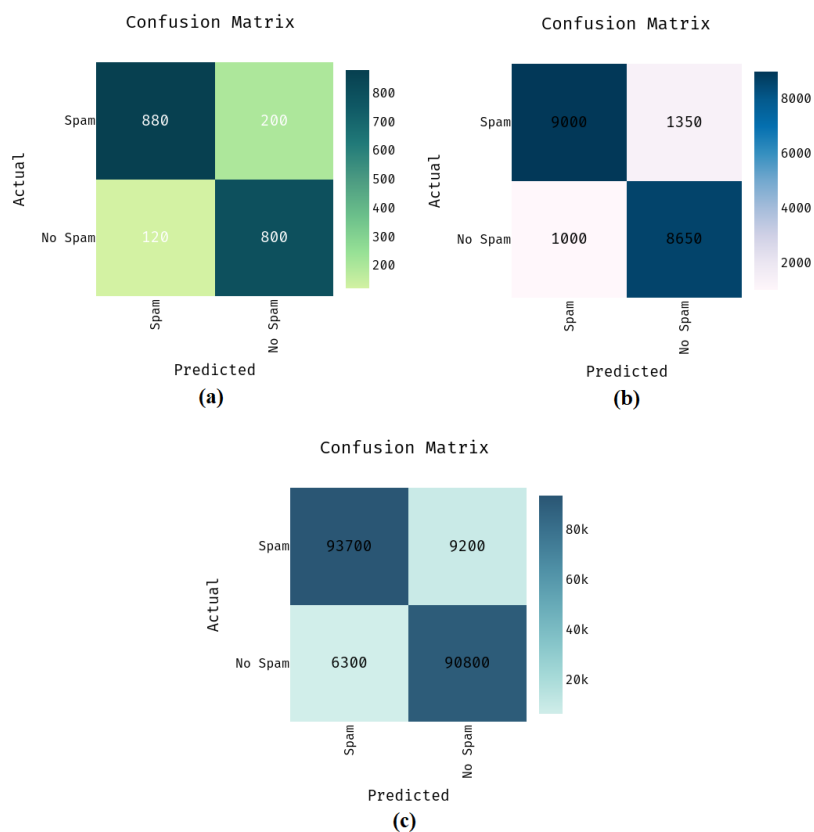 Confusion Matrix
Spam 880 200
No Spam 120 800
Actual
800
700
600
500
400
300
200
Spam
No Spam
Predicted
(a)
Confusion Matrix
Spam 9000 1350
No Spam 1000 8650
Actual
8000
6000
4000
2000
Spam
No Spam
Predicted
(b)
Confusion Matrix
Spam 93700 9200
No Spam 6300 90800
Actual
80k
60k
40k
20k
Spam
No Spam
Predicted
(c)